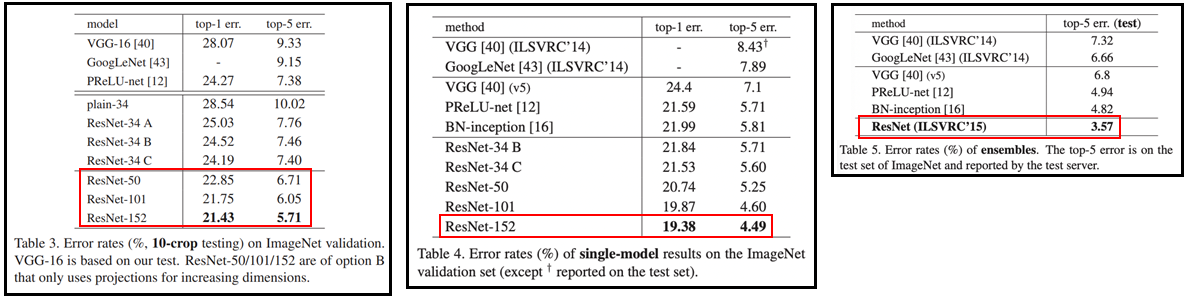 model top-1 err. top-5 err.
VGG-16 [40] 28.07 9.33
GoogLeNet [43] - 9.15
PReLU-net [12] 24.27 7.38
plain-34 28.54 10.02
ResNet-34 A 25.03 7.76
ResNet-34 B 24.52 7.46
ResNet-34 C 24.19 7.40
ResNet-50 22.85 6.71
ResNet-101 21.75 6.05
ResNet-152 21.43 5.71
Table 3. Error rates (%, 10-crop testing) on ImageNet validation.
VGG-16 is based on our test. ResNet-50/101/152 are of option B
that only uses projections for increasing dimensions.
method top-1 err. top-5 err.
VGG [40] (ILSVRC'14) - 8.43†
GoogLeNet [43] (ILSVRC'14) - 7.89
VGG [40] (v5) 24.4 7.1
PReLU-net [12] 21.59 5.71
BN-inception [16] 21.99 5.81
ResNet-34 B 21.84 5.71
ResNet-34 C 21.53 5.60
ResNet-50 20.74 5.25
ResNet-101 19.87 4.60
ResNet-152 19.38 4.49
Table 4. Error rates (%) of single-model results on the ImageNet
validation set (except † reported on the test set).
method top-5 err. (test)
VGG [40] (ILSVRC'14) 7.32
GoogLeNet [43] (ILSVRC'14) 6.66
VGG [40] (v5) 6.8
PReLU-net [12] 4.94
BN-inception [16] 4.82
ResNet (ILSVRC'15) 3.57
Table 5. Error rates (%) of ensembles. The top-5 error is on the
test set of ImageNet and reported by the test server.